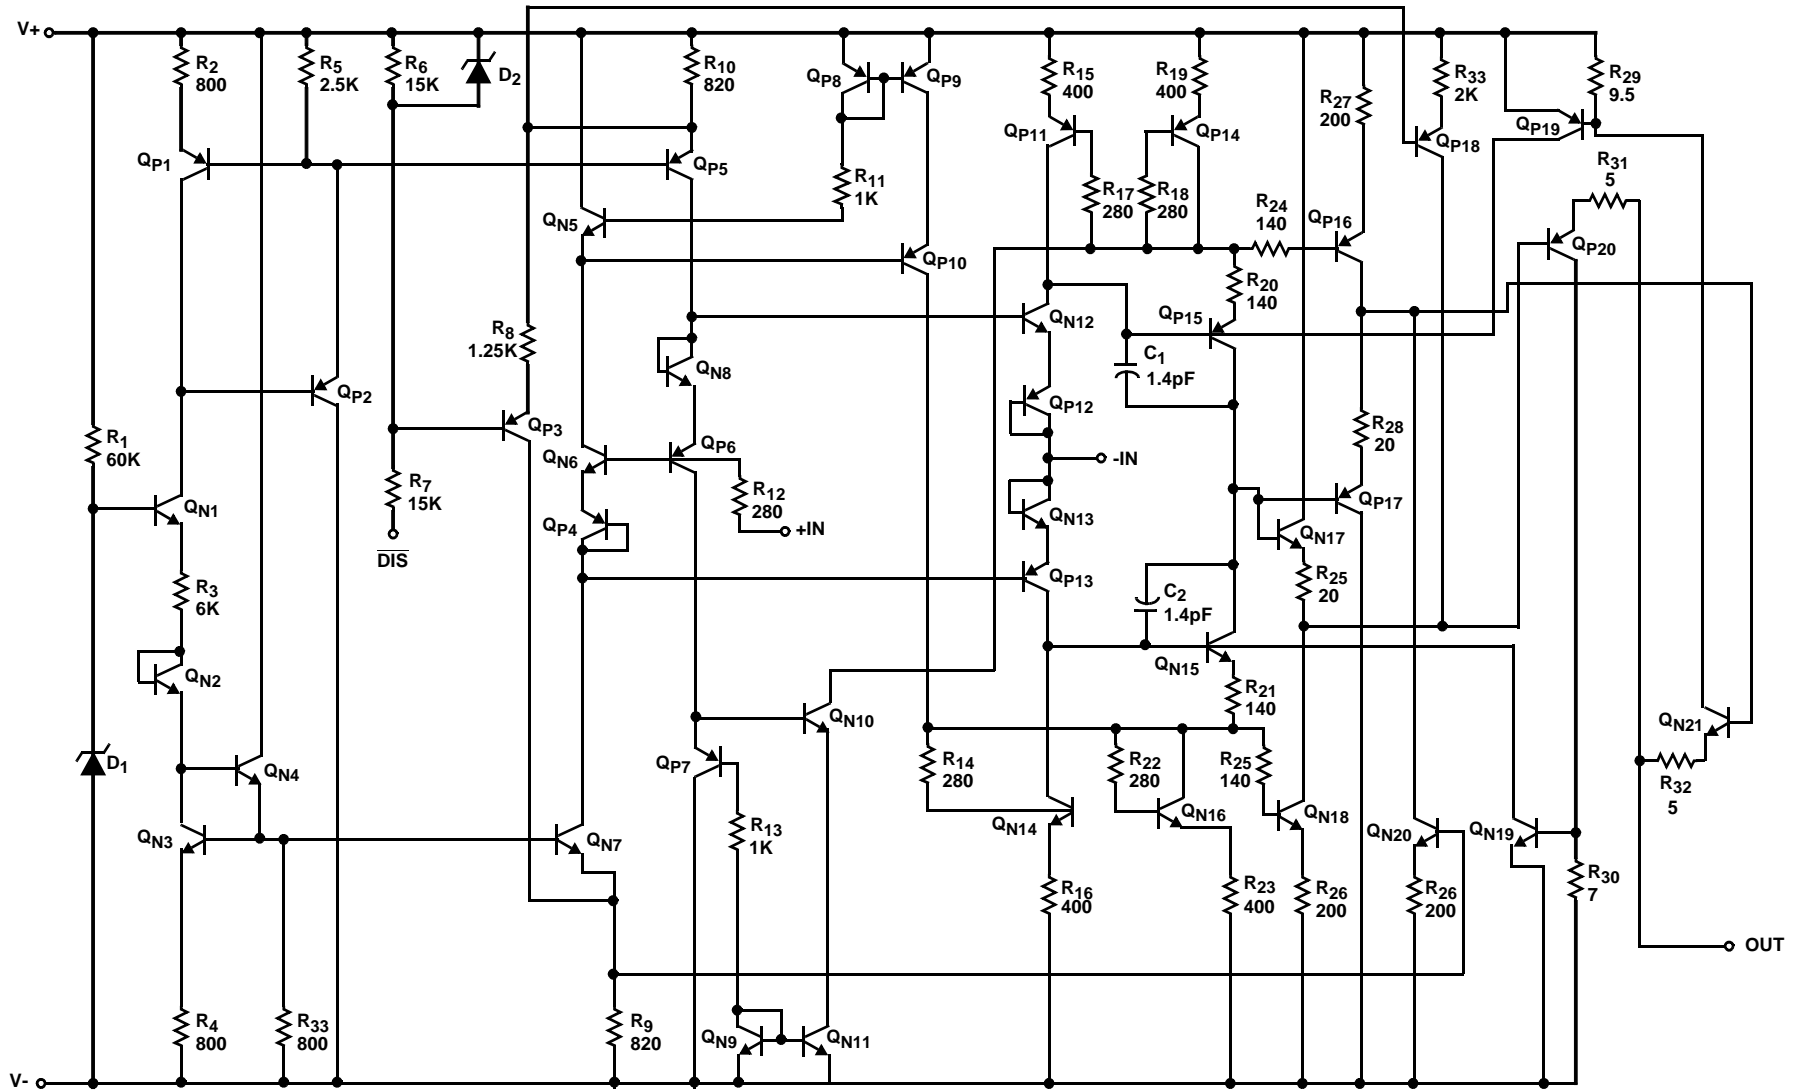 V+
R2
800
R5
2.5K
R6
15K
D2
R10
820
QP8
QP9
R15
400
R19
400
R27
200
R33
2K
R29
9.5
QP1
QP5
QP11
QP14
QP18
QP19
R11
1K
R17
280
R18
280
R31
5
QN5
R24
140
QP16
QP20
QP10
R20
140
R8
1.25K
QN12
QP15
C1
1.4pF
QN8
QP2
QP3
QP12
R28
20
R1
60K
QN6
QP6
-IN
R7
15K
R12
280
QP17
QN1
QP4
+IN
QN13
QN17
DIS
R3
6K
QP13
C2
1.4pF
R25
20
QN2
QN15
R21
140
QN10
QN21
D1
QN4
QP7
R14
280
R22
280
R25
140
R32
5
QN3
QN7
R13
1K
QN14
QN16
QN18
QN20
QN19
R16
400
R23
400
R26
200
R26
200
R30
7
OUT
R4
800
R33
800
R9
820
QN9
QN11
V-